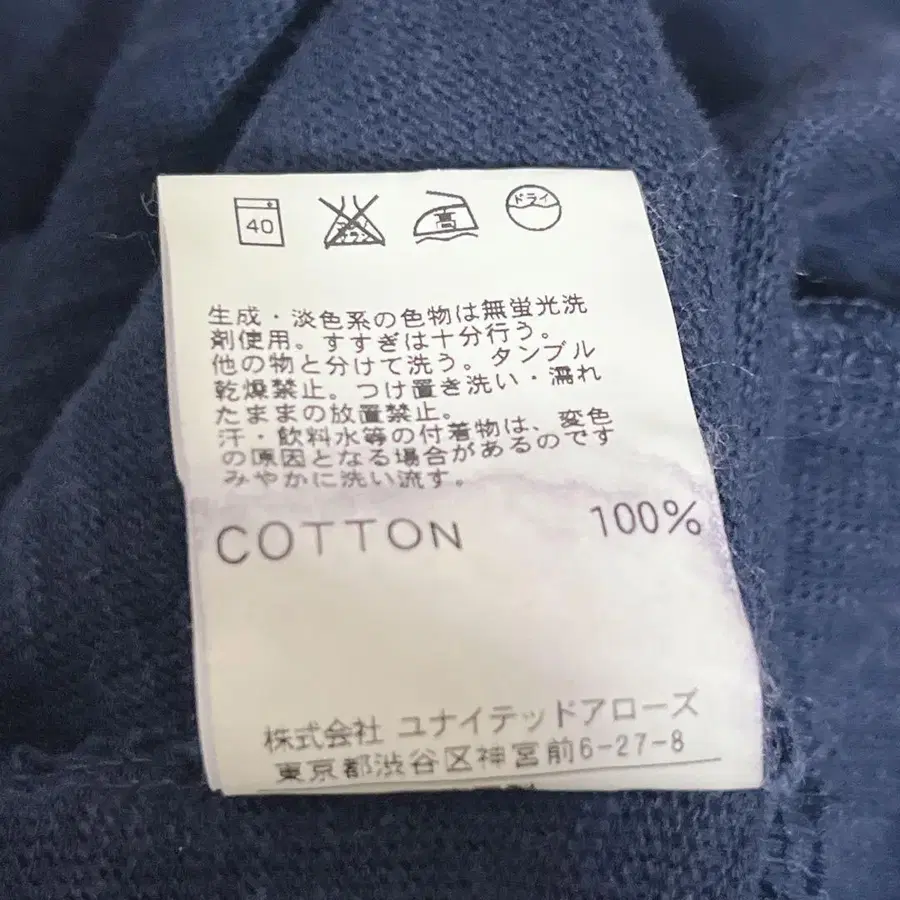 40
高
ドライ
生成・淡色系の色物は無蛍光洗
剤使用。すすぎは十分行う。
他の物と分けて洗う。タンブル
乾燥禁止。つけ置き洗い・濡れ
たままの放置禁止。
汗・飲料水等の付着物は、変色
の原因となる場合があるのです
みやかに洗い流す。
COTTON 100%
株式会社 ユナイテッドアローズ
東京都渋谷区神宮前6-27-8